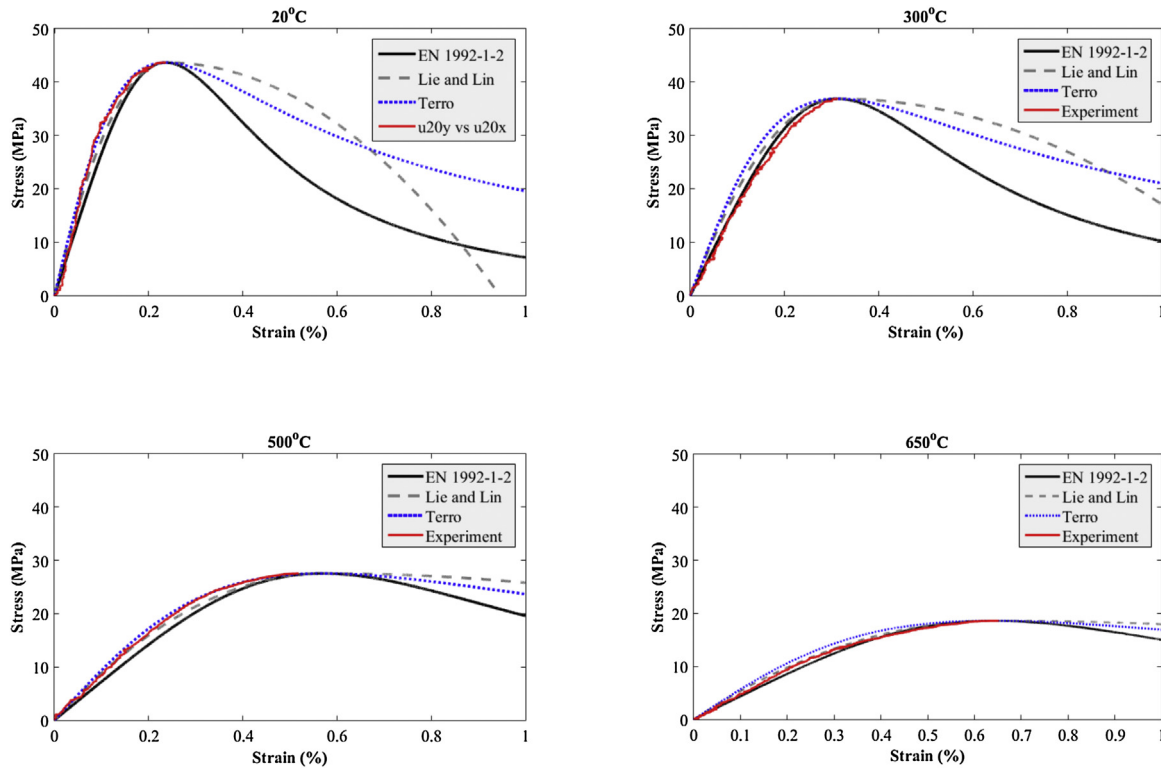 20°C
50
40
30
20
10
0
Stress (MPa)
EN 1992-1-2
Lie and Lin
Terro
u20y vs u20x
0 0.2 0.4 0.6 0.8 1
Strain (%)
300°C
50
40
30
20
10
0
Stress (MPa)
EN 1992-1-2
Lie and Lin
Terro
Experiment
0 0.2 0.4 0.6 0.8 1
Strain (%)
500°C
50
40
30
20
10
0
Stress (MPa)
EN 1992-1-2
Lie and Lin
Terro
Experiment
0 0.2 0.4 0.6 0.8 1
Strain (%)
650°C
50
40
30
20
10
0
Stress (MPa)
EN 1992-1-2
Lie and Lin
Terro
Experiment
0 0.1 0.2 0.3 0.4 0.5 0.6 0.7 0.8 0.9 1
Strain (%)